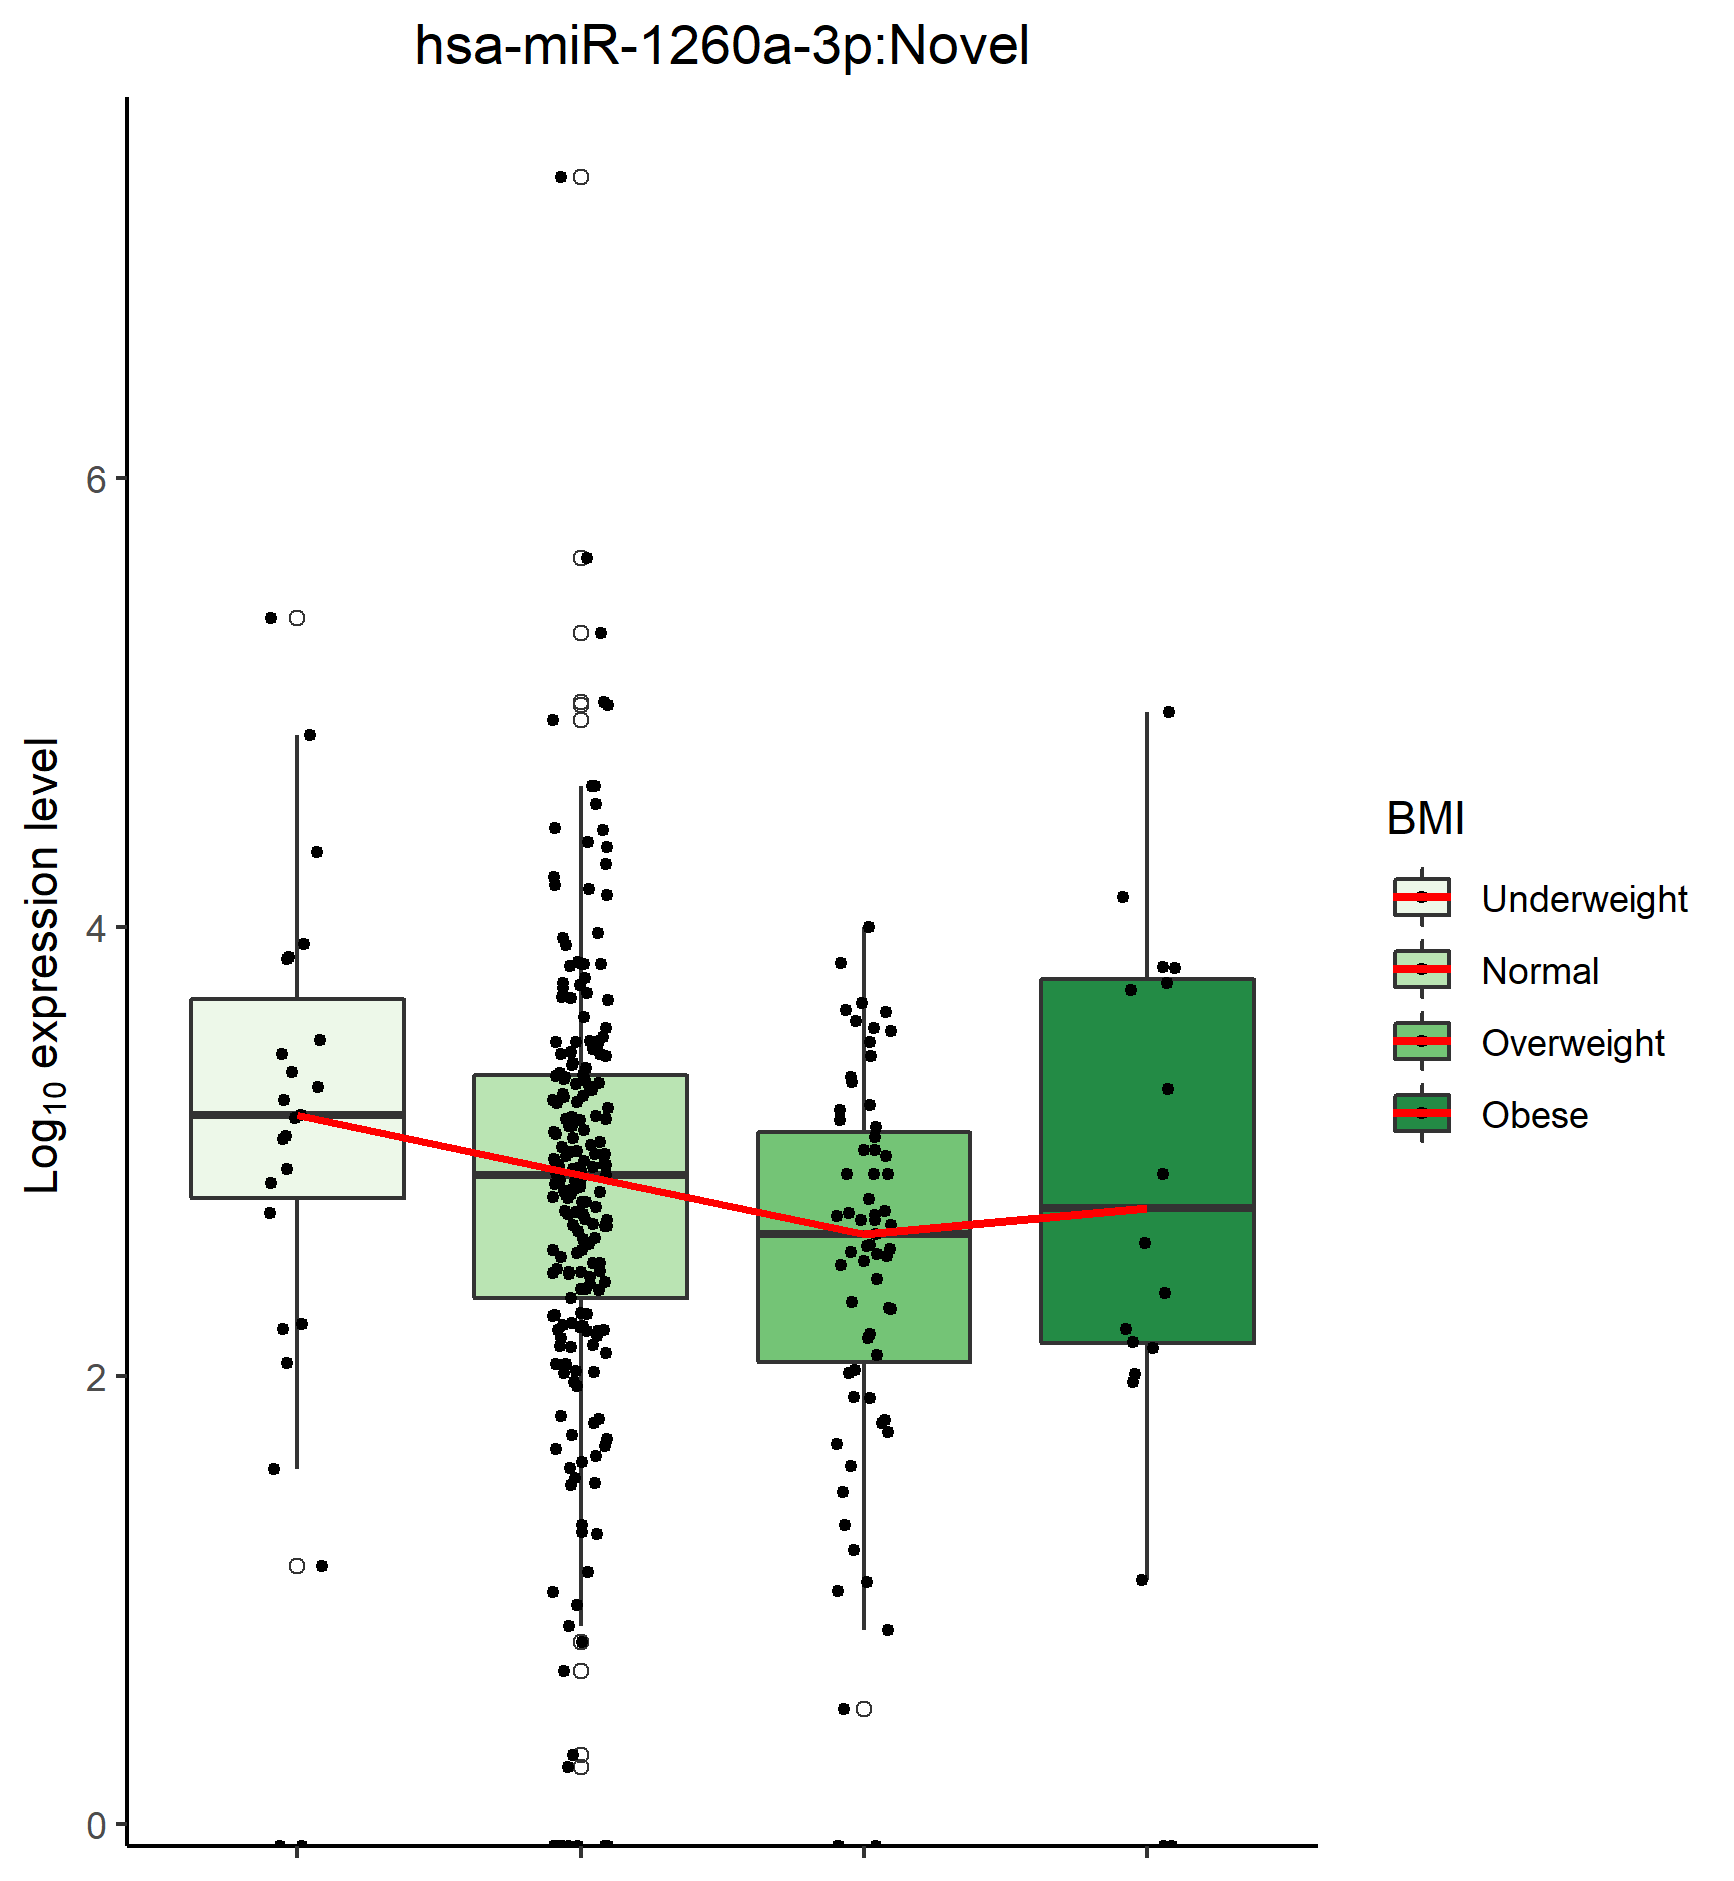 hsa-miR-1260a-3p:Novel
Log10 expression level
6
4
2
0
BMI
Underweight
Normal
Overweight
Obese